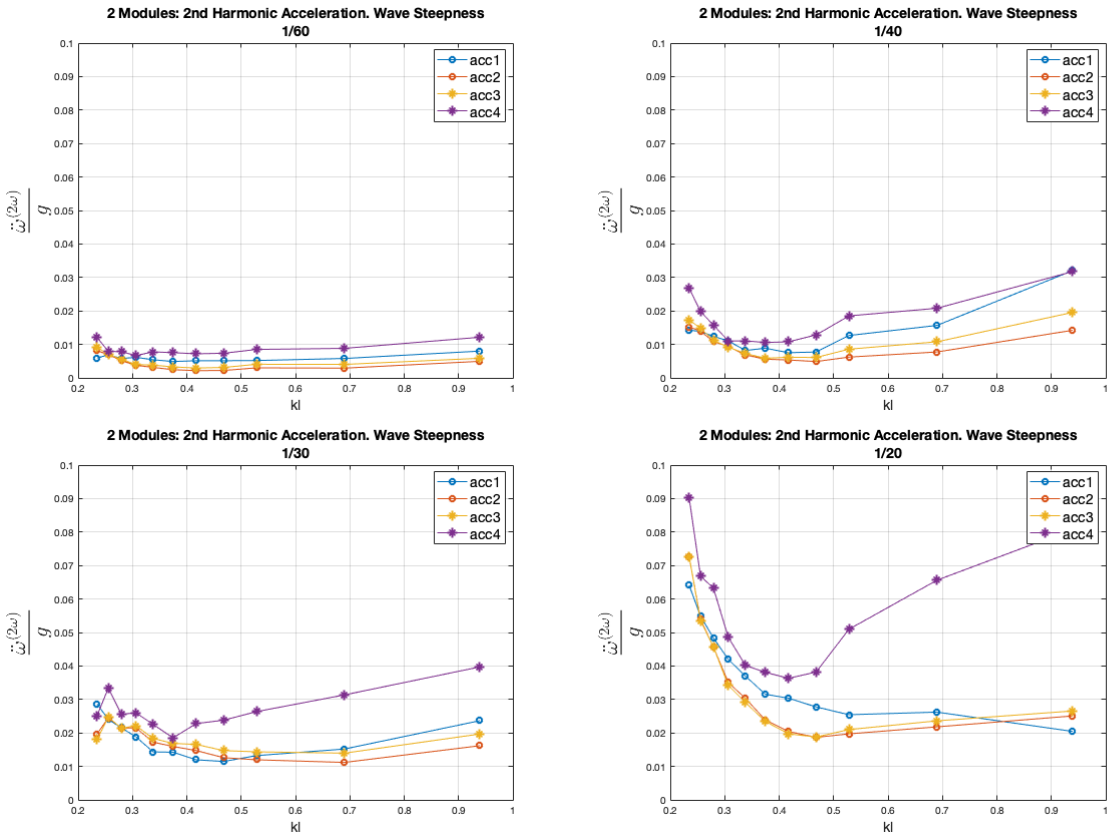 2 Modules: 2nd Harmonic Acceleration. Wave Steepness
1/60
0.1
0.09
0.08
0.07
0.06
0.05
0.04
0.03
0.02
0.01
0
0.2
0.3
0.4
0.5
0.6
0.7
0.8
0.9
1
kl
ẅ^(2ω)
g
acc1
acc2
acc3
acc4
2 Modules: 2nd Harmonic Acceleration. Wave Steepness
1/40
0.1
0.09
0.08
0.07
0.06
0.05
0.04
0.03
0.02
0.01
0
0.2
0.3
0.4
0.5
0.6
0.7
0.8
0.9
1
kl
ẅ^(2ω)
g
acc1
acc2
acc3
acc4
2 Modules: 2nd Harmonic Acceleration. Wave Steepness
1/30
0.1
0.09
0.08
0.07
0.06
0.05
0.04
0.03
0.02
0.01
0
0.2
0.3
0.4
0.5
0.6
0.7
0.8
0.9
1
kl
ẅ^(2ω)
g
acc1
acc2
acc3
acc4
2 Modules: 2nd Harmonic Acceleration. Wave Steepness
1/20
0.1
0.09
0.08
0.07
0.06
0.05
0.04
0.03
0.02
0.01
0
0.2
0.3
0.4
0.5
0.6
0.7
0.8
0.9
1
kl
ẅ^(2ω)
g
acc1
acc2
acc3
acc4